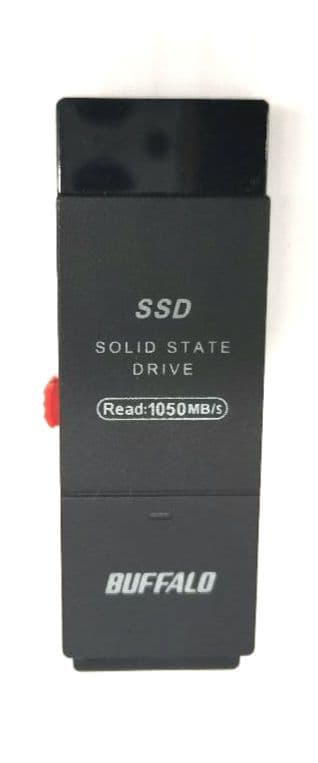 SSD
SOLID STATE
DRIVE
Read:1050MB/s
BUFFALO